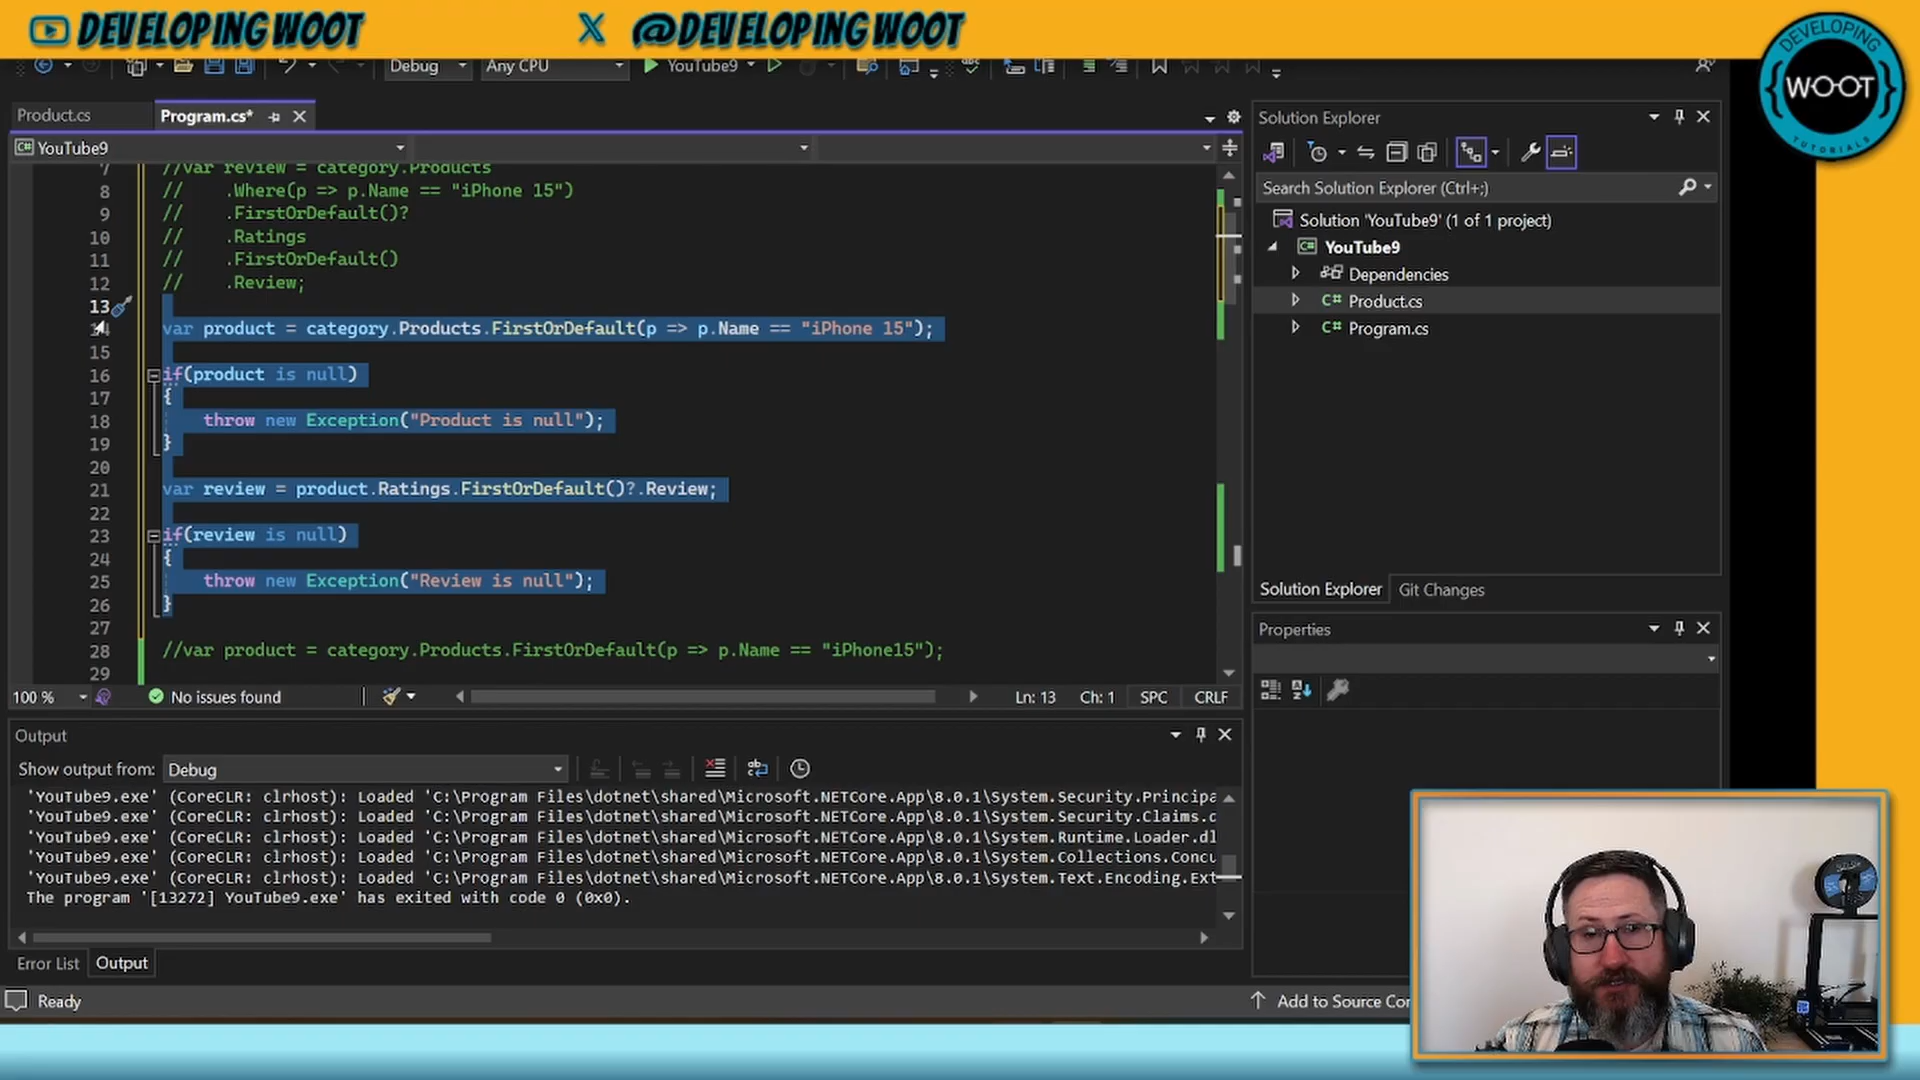 DEVELOPINGWOOT
@DEVELOPINGWOOT
DEVELOPING
WOOT
TUTORIALS
Debug
Any CPU
YouTube9
Product.cs
Program.cs*
C# YouTube9
7 //var review = category.Products
8 //    .Where(p => p.Name == "iPhone 15")
9 //    .FirstOrDefault()?
10 //    .Ratings
11 //    .FirstOrDefault()
12 //    .Review;
13
14 var product = category.Products.FirstOrDefault(p => p.Name == "iPhone 15");
15
16 if(product is null)
17 {
18 throw new Exception("Product is null");
19 }
20
21 var review = product.Ratings.FirstOrDefault()?.Review;
22
23 if(review is null)
24 {
25 throw new Exception("Review is null");
26 }
27
28 //var product = category.Products.FirstOrDefault(p => p.Name == "iPhone15");
29
100 %
No issues found
Ln: 13
Ch: 1
SPC
CRLF
Solution Explorer
Search Solution Explorer (Ctrl+;)
Solution 'YouTube9' (1 of 1 project)
C# YouTube9
Dependencies
C# Product.cs
C# Program.cs
Solution Explorer
Git Changes
Properties
Output
Show output from:
Debug
'YouTube9.exe' (CoreCLR: clrhost): Loaded 'C:\Program Files\dotnet\shared\Microsoft.NETCore.App\8.0.1\System.Security.Principa
'YouTube9.exe' (CoreCLR: clrhost): Loaded 'C:\Program Files\dotnet\shared\Microsoft.NETCore.App\8.0.1\System.Security.Claims.d
'YouTube9.exe' (CoreCLR: clrhost): Loaded 'C:\Program Files\dotnet\shared\Microsoft.NETCore.App\8.0.1\System.Runtime.Loader.dl
'YouTube9.exe' (CoreCLR: clrhost): Loaded 'C:\Program Files\dotnet\shared\Microsoft.NETCore.App\8.0.1\System.Collections.Concu
'YouTube9.exe' (CoreCLR: clrhost): Loaded 'C:\Program Files\dotnet\shared\Microsoft.NETCore.App\8.0.1\System.Text.Encoding.Ext
The program '[13272] YouTube9.exe' has exited with code 0 (0x0).
Error List
Output
Ready
Add to Source Cor